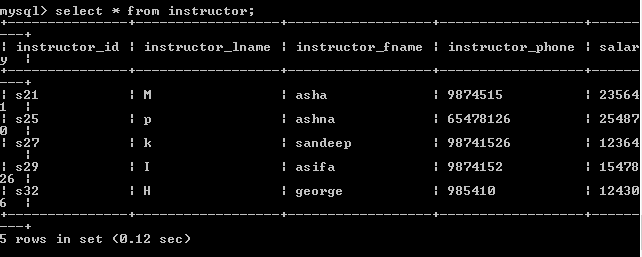 mysql> select * from instructor;
+---------------+------------------+------------------+------------------+------
---+
¦ instructor_id ¦ instructor_lname ¦ instructor_fname ¦ instructor_phone ¦ salar
y  ¦
+---------------+------------------+------------------+------------------+------
---+
¦ s21           ¦ M                ¦ asha             ¦ 9874515          ¦ 23564
1  ¦
¦ s25           ¦ p                ¦ ashna            ¦ 65478126         ¦ 25487
0  ¦
¦ s27           ¦ k                ¦ sandeep          ¦ 98741526         ¦ 12364
   ¦
¦ s29           ¦ I                ¦ asifa            ¦ 9874152          ¦ 15478
26 ¦
¦ s32           ¦ H                ¦ george           ¦ 985410           ¦ 12430
6  ¦
+---------------+------------------+------------------+------------------+------
---+
5 rows in set (0.12 sec)